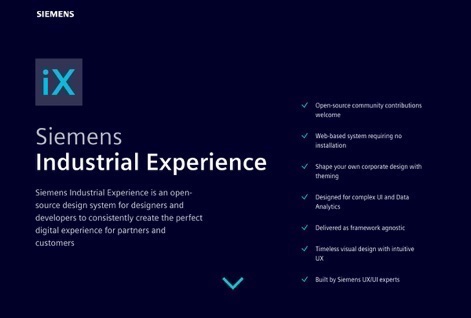 SIEMENS
iX
Siemens
Industrial Experience
Siemens Industrial Experience is an open-
source design system for designers and
developers to consistently create the perfect
digital experience for partners and
customers
Open-source community contributions
welcome
Web-based system requiring no
installation
Shape your own corporate design with
theming
Designed for complex UI and Data
Analytics
Delivered as framework agnostic
Timeless visual design with intuitive
UX
Built by Siemens UX/UI experts